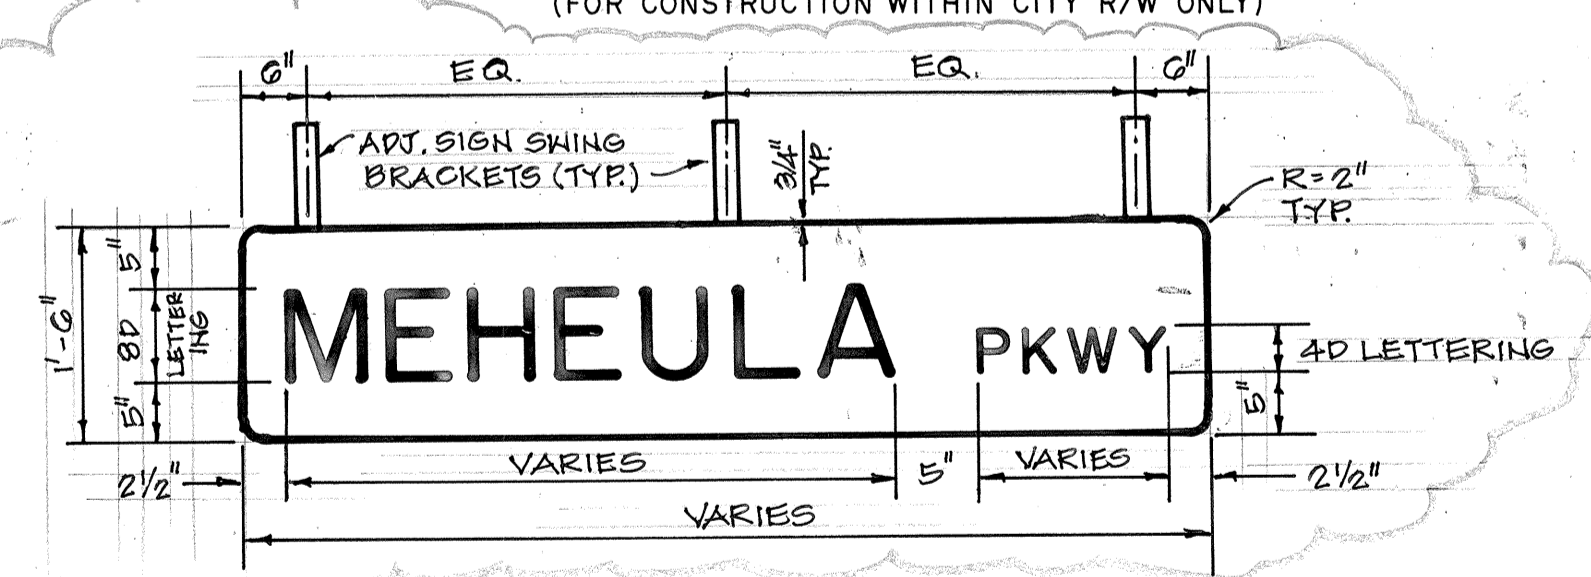 (FOR CONSTRUCTION WITHIN CITY R/W ONLY)
6" EQ. EQ. 6"
ADJ. SIGN SWING
BRACKETS (TYP.)
3/4"
TYP.
R=2"
TYP.
1'-6"
5"
8D
LETTER
ING
5"
MEHEULA PKWY
4D LETTERING
5"
2 1/2" VARIES 5" VARIES 2 1/2"
VARIES